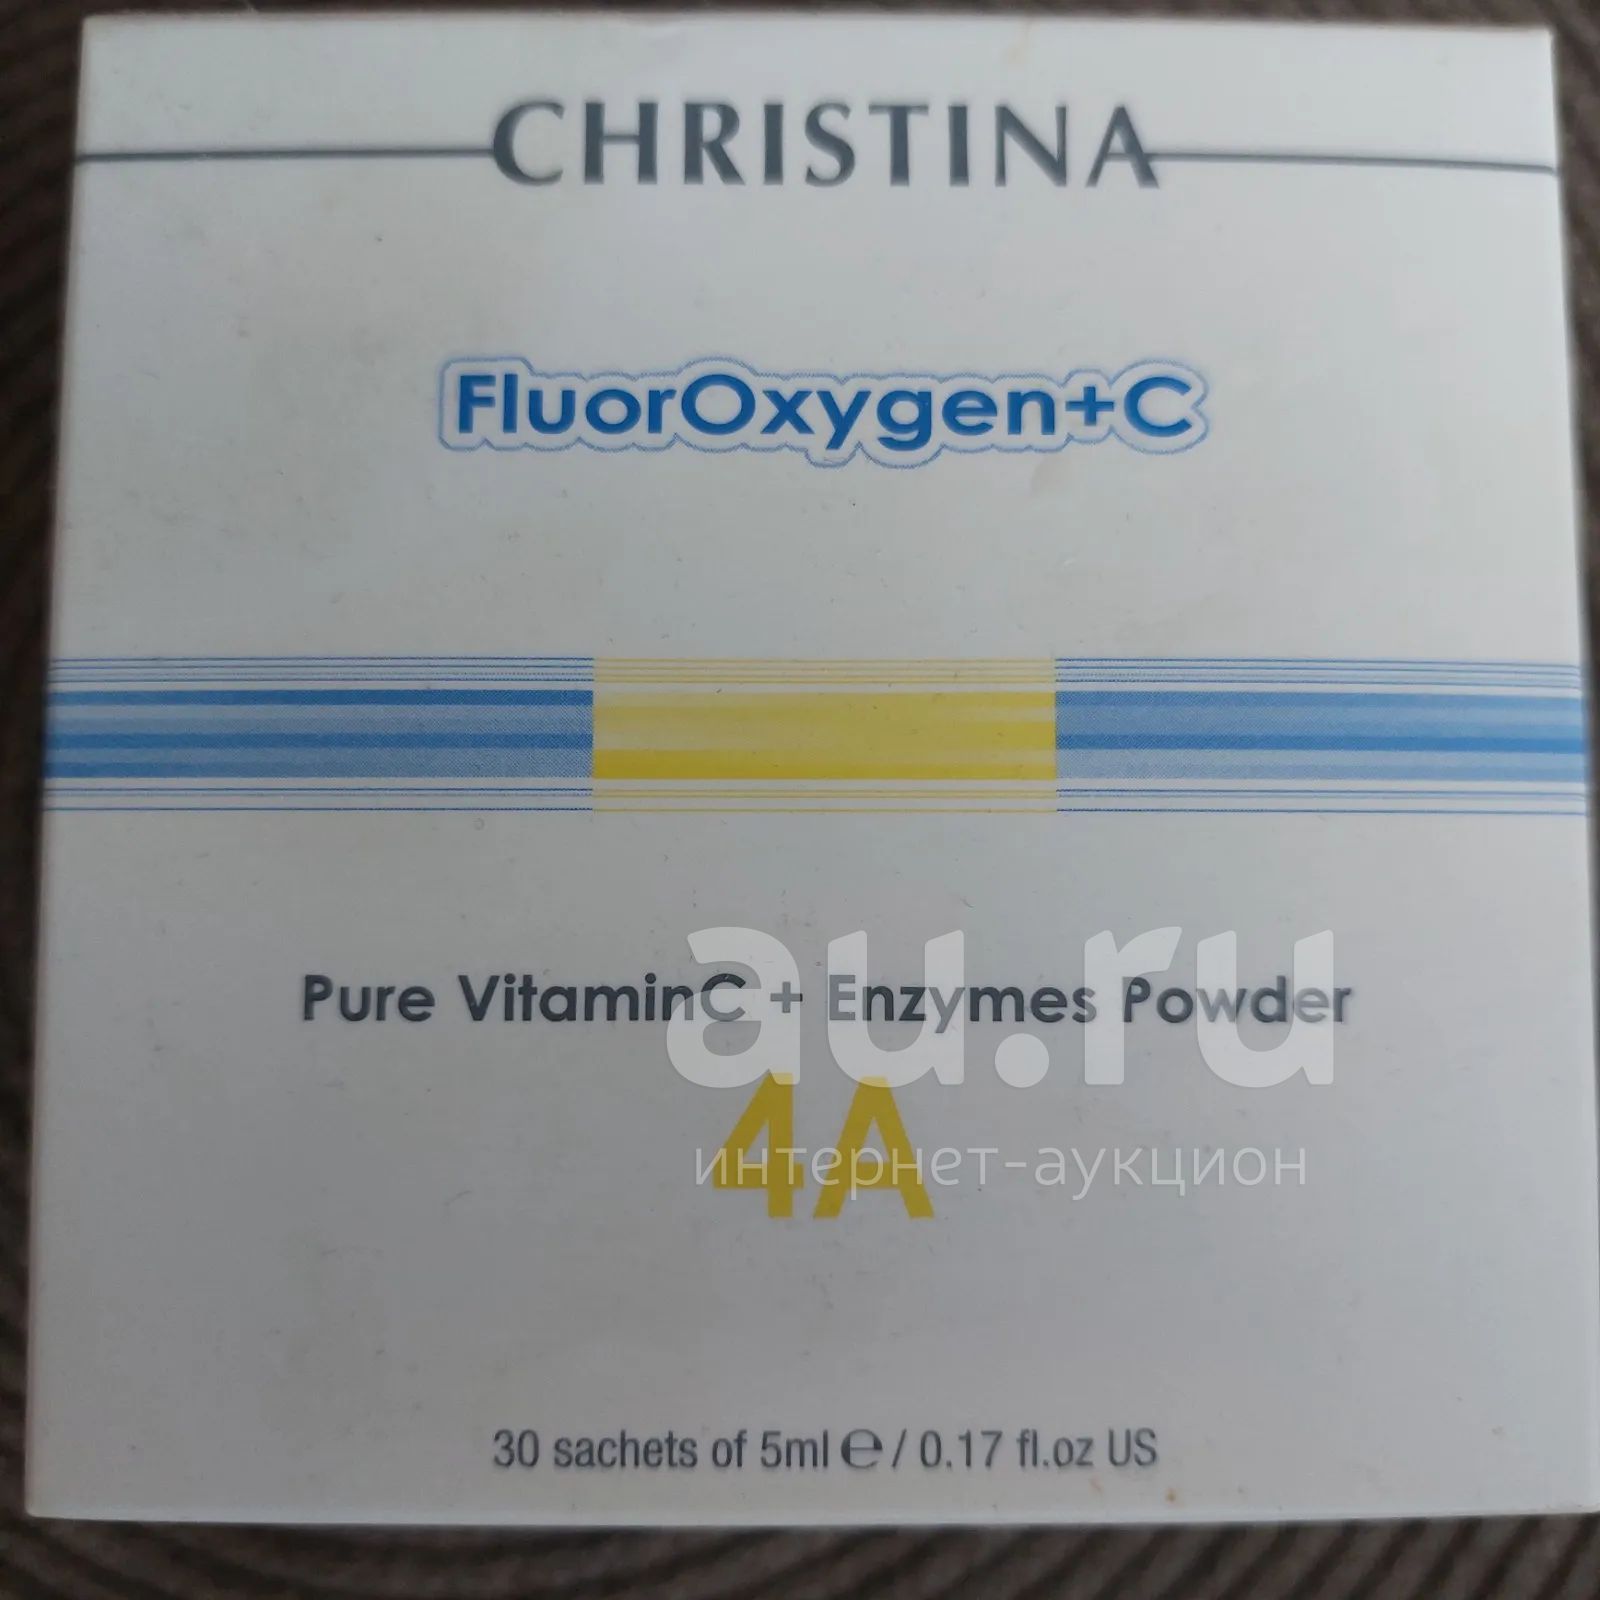 CHRISTINA
FluorOxygen+C
Pure VitaminC + Enzymes Powder
au.ru
4A
интернет-аукцион
30 sachets of 5ml ℮ / 0.17 fl.oz US